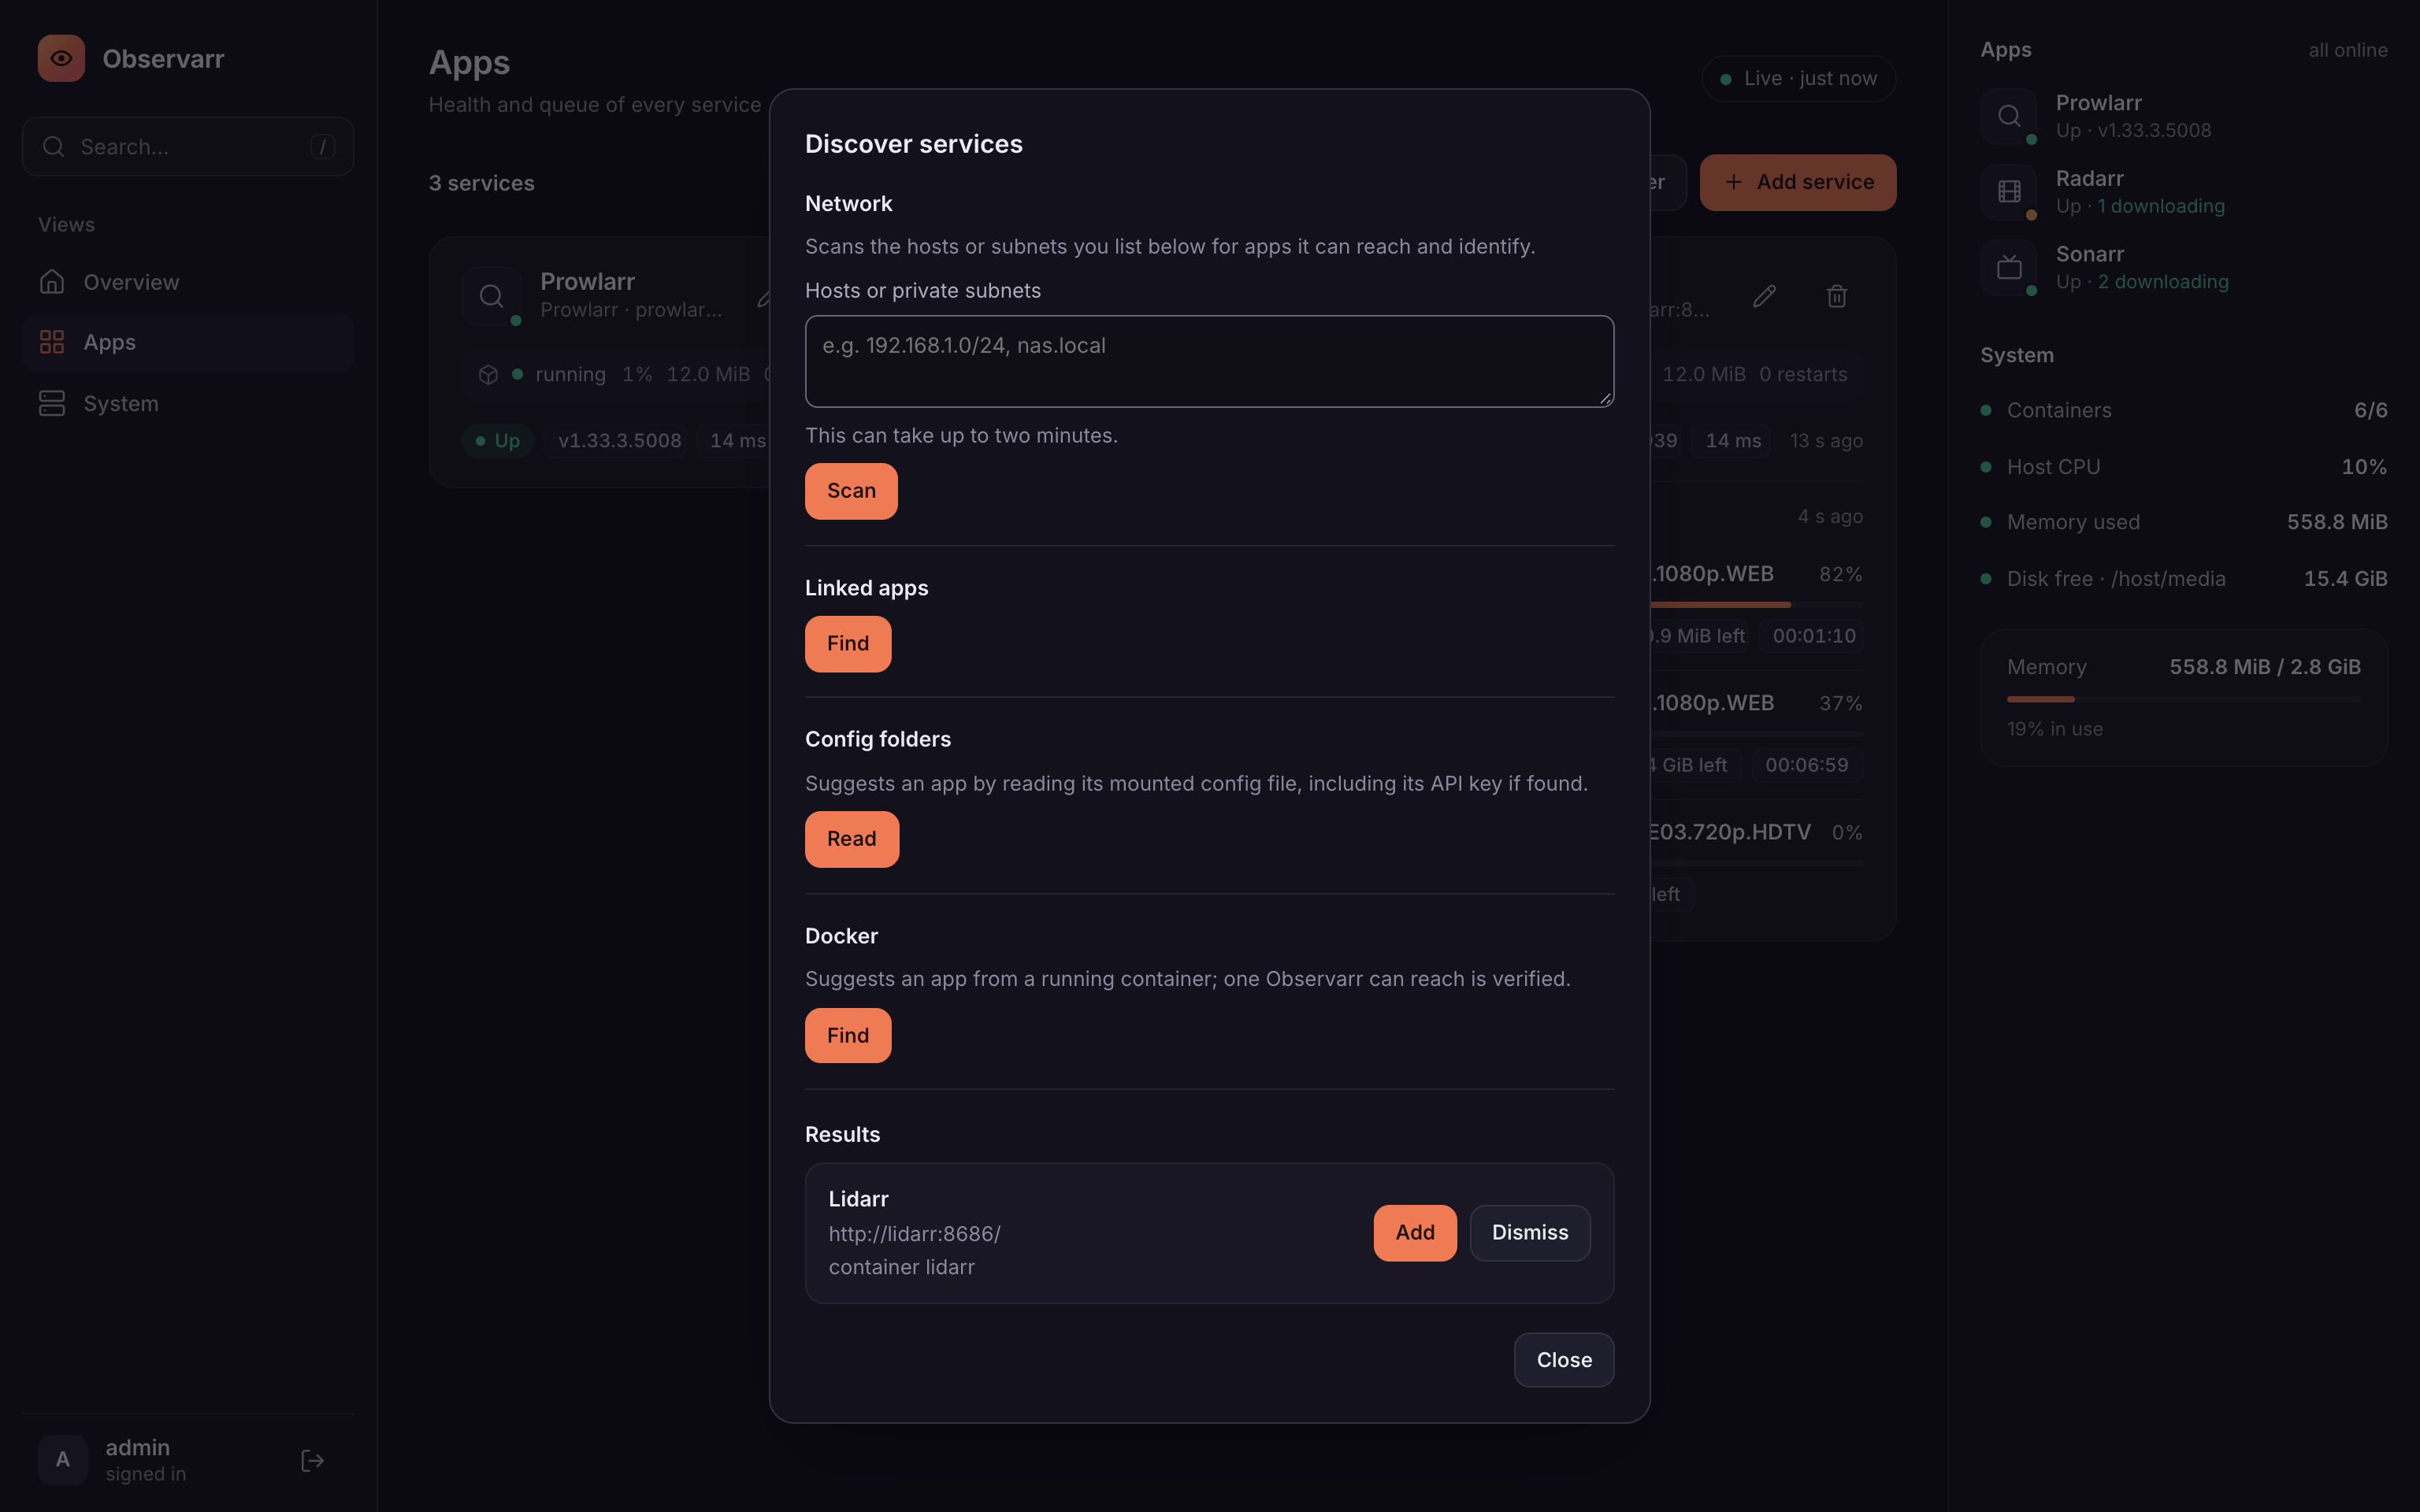 Observarr
Search...
/
Views
Overview
Apps
System
A
admin
signed in
Apps
Health and queue of every service
Live · just now
3 services
Add service
Prowlarr
Prowlarr · prowlar...
running 1% 12.0 MiB
Up v1.33.3.5008 14 ms
12.0 MiB 0 restarts
14 ms 13 s ago
4 s ago
.1080p.WEB 82%
MiB left 00:01:10
.1080p.WEB 37%
GiB left 00:06:59
E03.720p.HDTV 0%
left
Discover services
Network
Scans the hosts or subnets you list below for apps it can reach and identify.
Hosts or private subnets
e.g. 192.168.1.0/24, nas.local
This can take up to two minutes.
Scan
Linked apps
Find
Config folders
Suggests an app by reading its mounted config file, including its API key if found.
Read
Docker
Suggests an app from a running container; one Observarr can reach is verified.
Find
Results
Lidarr
http://lidarr:8686/
container lidarr
Add
Dismiss
Close
Apps all online
Prowlarr
Up · v1.33.3.5008
Radarr
Up · 1 downloading
Sonarr
Up · 2 downloading
System
Containers 6/6
Host CPU 10%
Memory used 558.8 MiB
Disk free · /host/media 15.4 GiB
Memory 558.8 MiB / 2.8 GiB
19% in use